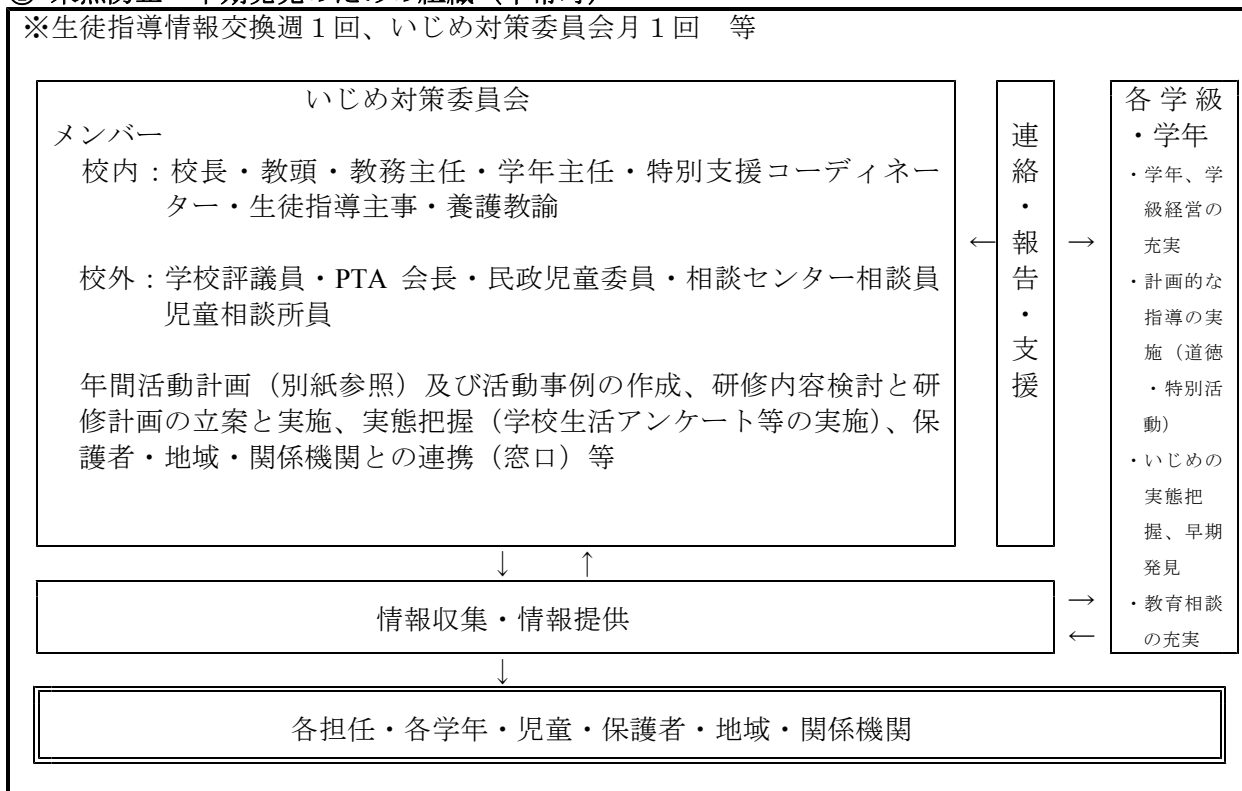 ※生徒指導情報交換週１回、いじめ対策委員会月１回　等
いじめ対策委員会
メンバー
校内：校長・教頭・教務主任・学年主任・特別支援コーディネー
ター・生徒指導主事・養護教諭
校外：学校評議員・PTA 会長・民政児童委員・相談センター相談員
児童相談所員
年間活動計画（別紙参照）及び活動事例の作成、研修内容検討と研
修計画の立案と実施、実態把握（学校生活アンケート等の実施）、保
護者・地域・関係機関との連携（窓口）等
←
連
絡
・
報
告
・
支
援
→
各学級
・学年
・学年、学
級経営の
充実
・計画的な
指導の実
施（道徳
・特別活
動）
・いじめの
実態把
握、早期
発見
・教育相談
の充実
↓　↑
情報収集・情報提供
→
←
↓
各担任・各学年・児童・保護者・地域・関係機関